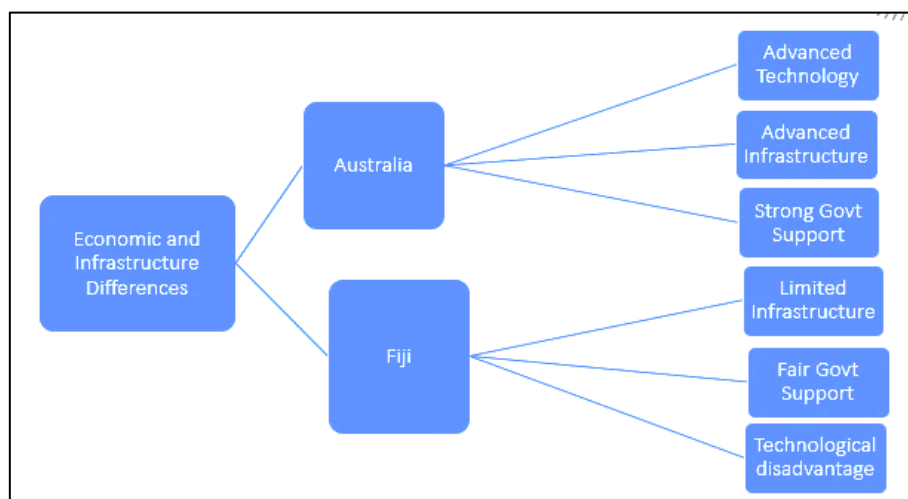 Economic and
Infrastructure
Differences
Australia
Advanced
Technology
Advanced
Infrastructure
Strong Govt
Support
Fiji
Limited
Infrastructure
Fair Govt
Support
Technological
disadvantage